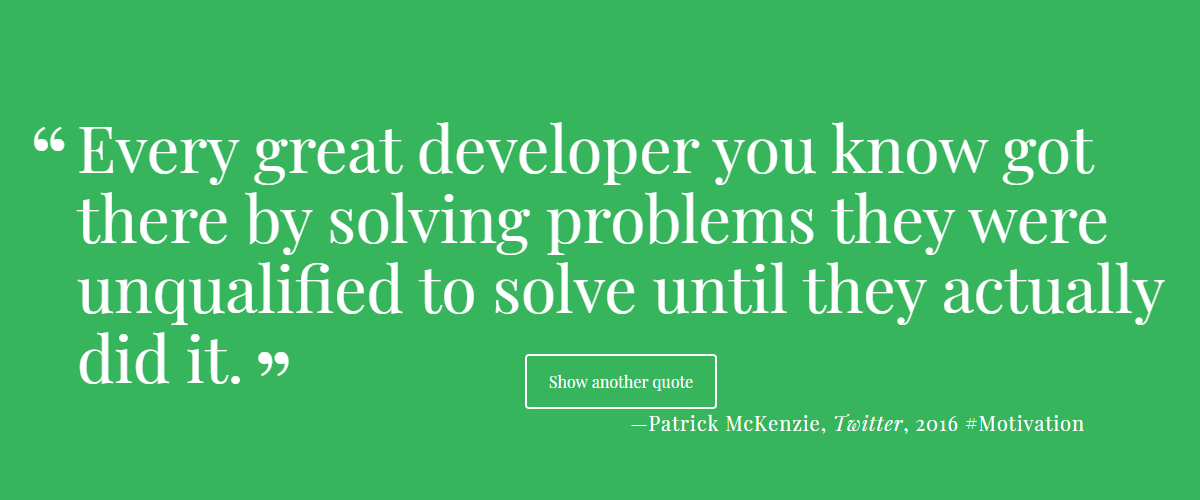 “ Every great developer you know got
there by solving problems they were
unqualified to solve until they actually
did it. ”
Show another quote
—Patrick McKenzie, Twitter, 2016 #Motivation